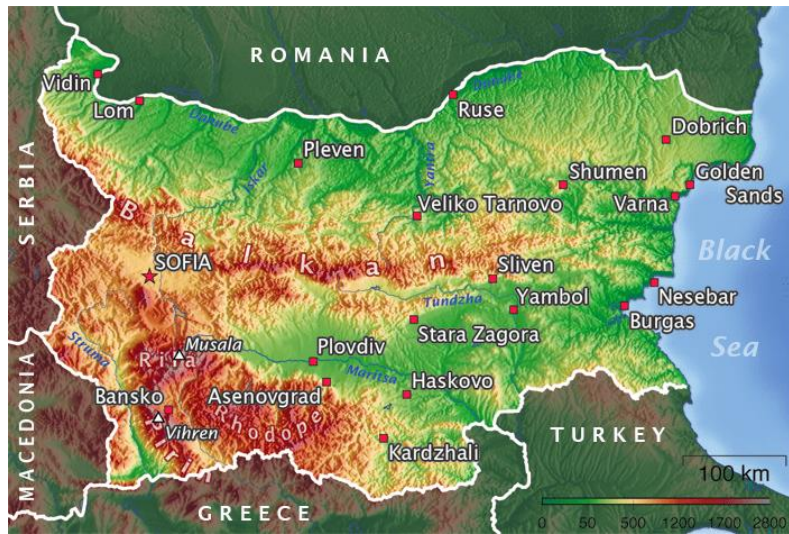 ROMANIA
Vidin
Lom
Danube
Danube
Ruse
Dobrich
Pleven
Iskar
Yantra
Shumen
Golden
Sands
Varna
Veliko Tarnovo
SERBIA
Balkan
SOFIA
Black
Sea
Sliven
Tundzha
Yambol
Nesebar
Burgas
Stara Zagora
Struma
Musala
Rila
Plovdiv
Maritsa
Haskovo
Bansko
Asenovgrad
Rhodope
Vihren
Pirin
Kardzhali
MACEDONIA
TURKEY
GREECE
100 km
0 50 500 1200 1700 2800